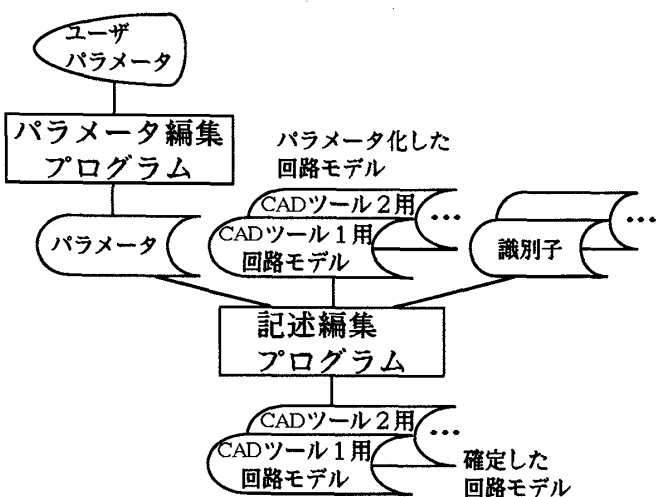 ユーザ
パラメータ
パラメータ編集
プログラム
パラメータ化した
回路モデル
パラメータ
CADツール2用
CADツール1用
回路モデル
…
識別子
…
記述編集
プログラム
CADツール2用
CADツール1用
回路モデル
…
確定した
回路モデル